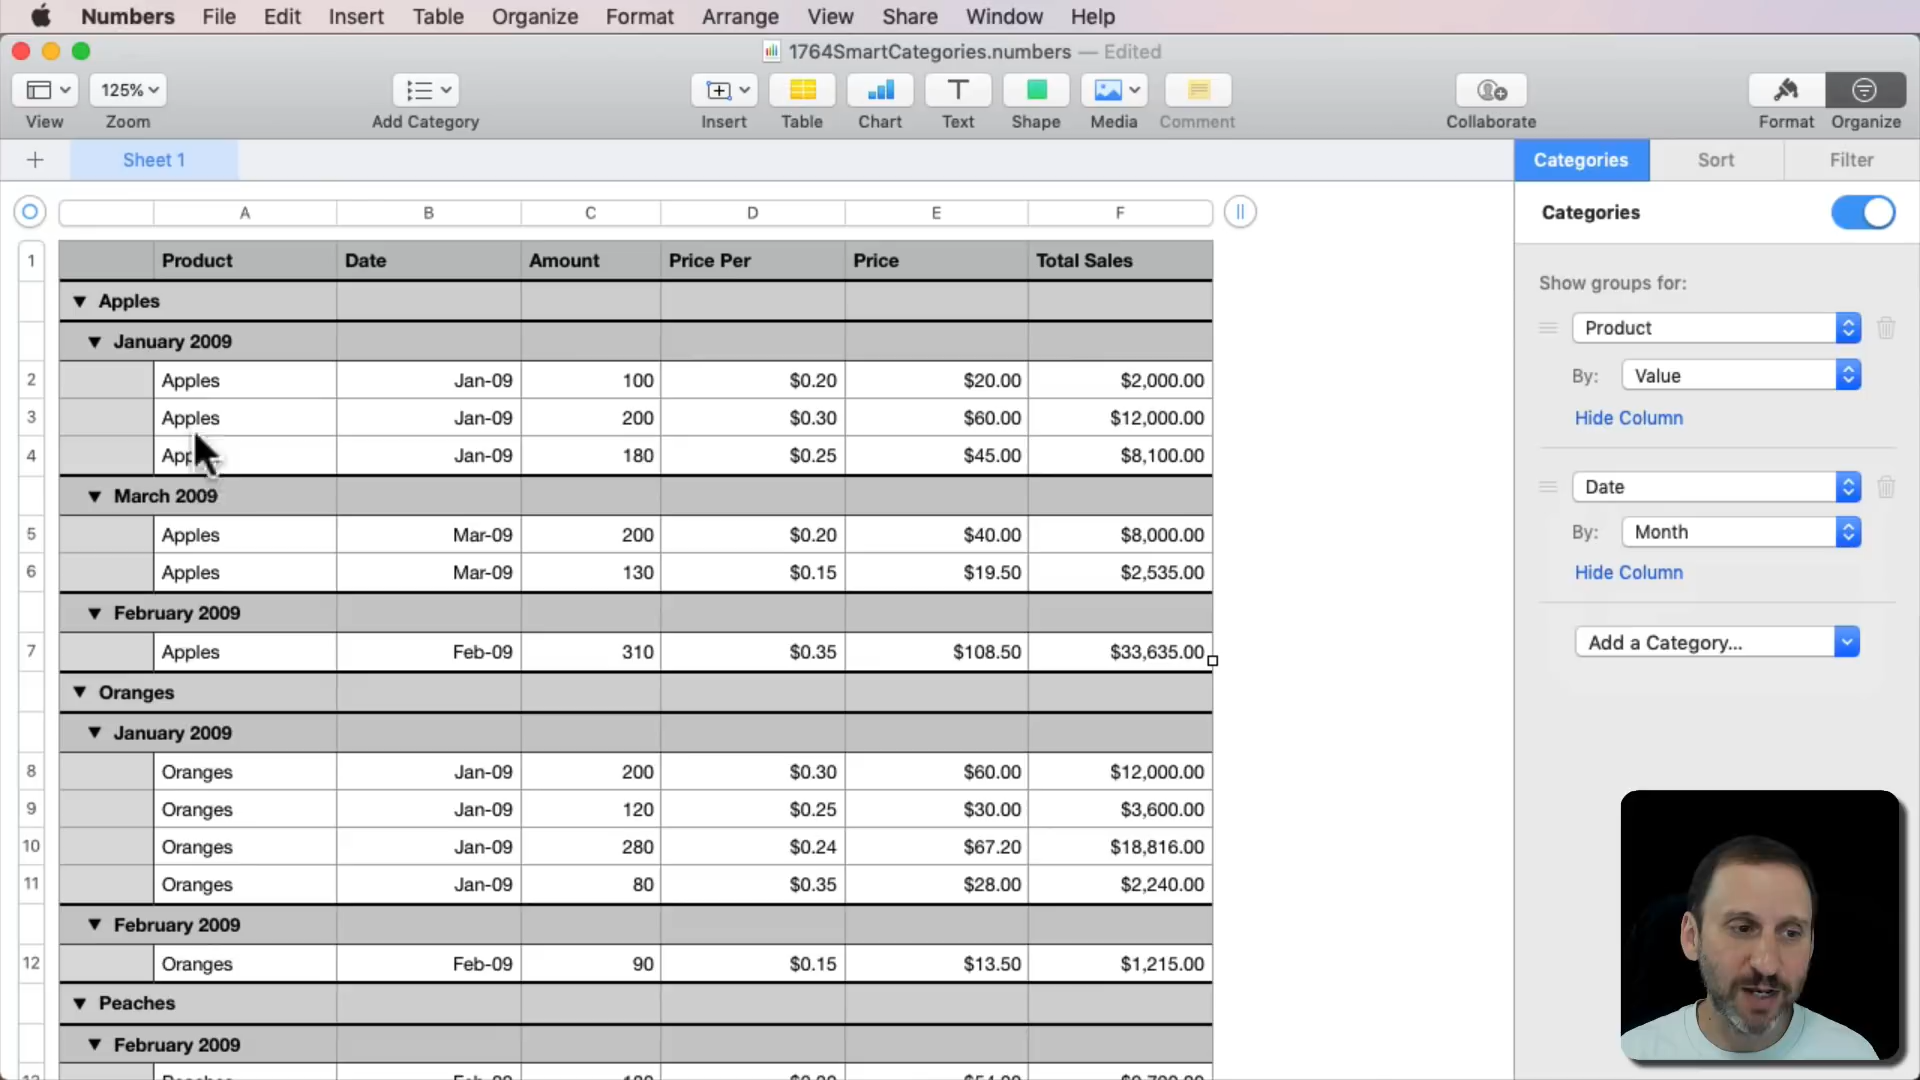 Numbers File Edit Insert Table Organize Format Arrange View Share Window Help
1764SmartCategories.numbers — Edited
125%
View Zoom Add Category Insert Table Chart Text Shape Media Comment Collaborate Format Organize
Sheet 1
Categories Sort Filter
A B C D E F
Categories
1 Product Date Amount Price Per Price Total Sales
Show groups for:
Apples
Product
January 2009
By: Value
2 Apples Jan-09 100 $0.20 $20.00 $2,000.00
3 Apples Jan-09 200 $0.30 $60.00 $12,000.00
Hide Column
4 Jan-09 180 $0.25 $45.00 $8,100.00
Date
March 2009
5 Apples Mar-09 200 $0.20 $40.00 $8,000.00
By: Month
6 Apples Mar-09 130 $0.15 $19.50 $2,535.00
Hide Column
February 2009
7 Apples Feb-09 310 $0.35 $108.50 $33,635.00
Add a Category...
Oranges
January 2009
8 Oranges Jan-09 200 $0.30 $60.00 $12,000.00
9 Oranges Jan-09 120 $0.25 $30.00 $3,600.00
10 Oranges Jan-09 280 $0.24 $67.20 $18,816.00
11 Oranges Jan-09 80 $0.35 $28.00 $2,240.00
February 2009
12 Oranges Feb-09 90 $0.15 $13.50 $1,215.00
Peaches
February 2009